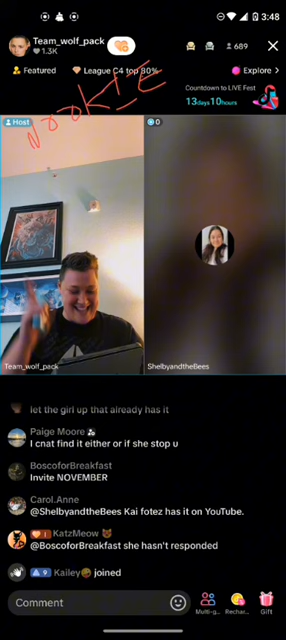 3:48
Team_wolf_pack
1.3K
689
Featured
League C4 top 80%
Explore >
Countdown to LIVE Fest
13days10hours
NOOKIE
Host
0
Team_wolf_pack
ShelbyandtheBees
let the girl up that already has it
Paige Moore
I cnat find it either or if she stop u
BoscoforBreakfast
Invite NOVEMBER
Carol.Anne
@ShelbyandtheBees Kai fotez has it on YouTube.
1 KatzMeow
@BoscoforBreakfast she hasn't responded
9 Kailey joined
Comment
Multi-g...
Rechar...
Gift